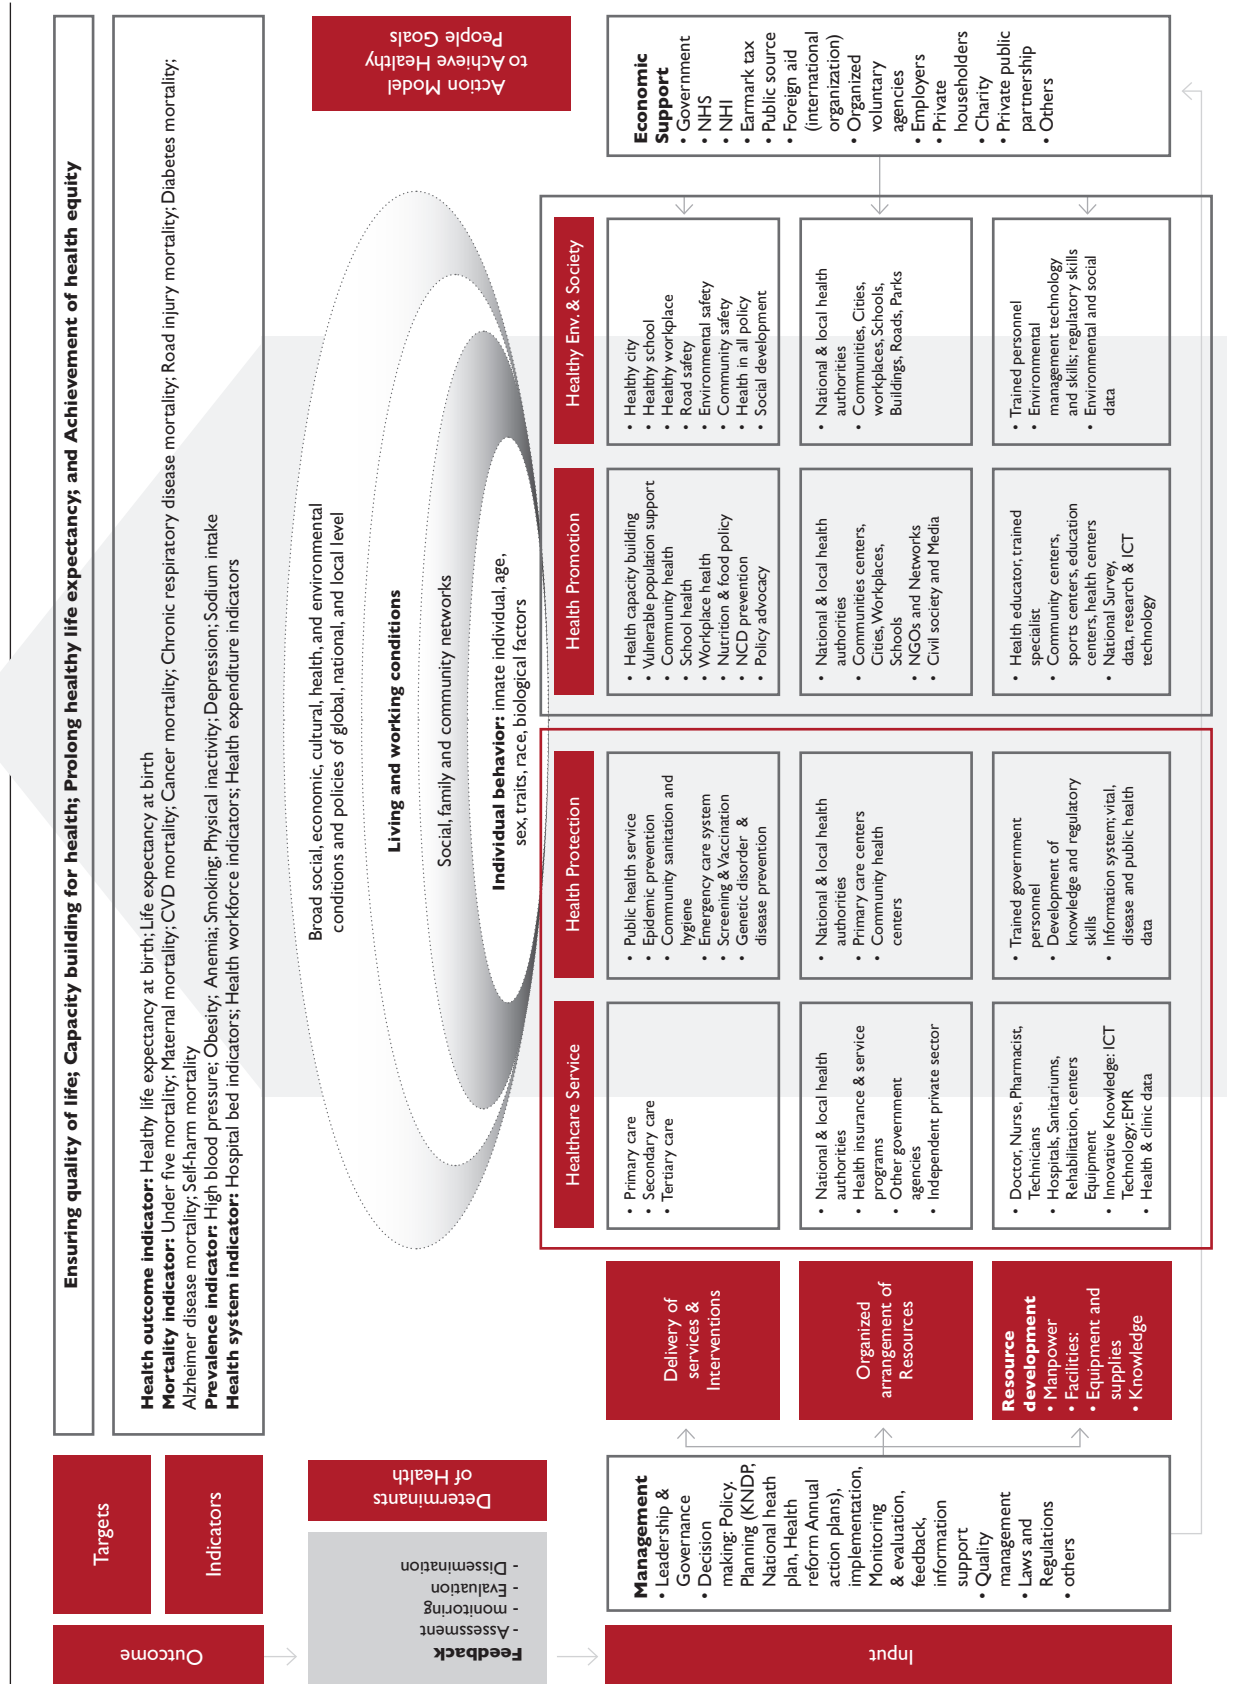 Outcome
Targets
Ensuring quality of life; Capacity building for health; Prolong healthy life expectancy; and Achievement of health equity
Indicators
Health outcome indicator: Healthy life expectancy at birth; Life expectancy at birth
Mortality indicator: Under five mortality; Maternal mortality; CVD mortality; Cancer mortality; Chronic respiratory disease mortality; Road injury mortality; Diabetes mortality;
Alzheimer disease mortality; Self-harm mortality
Prevalence indicator: High blood pressure; Obesity; Anemia; Smoking; Physical inactivity; Depression; Sodium intake
Health system indicator: Hospital bed indicators; Health workforce indicators; Health expenditure indicators
Feedback
- Assessment
- monitoring
- Evaluation
- Dissemination
Determinants
of Health
Broad social, economic, cultural, health, and environmental
conditions and policies of global, national, and local level
Living and working conditions
Social, family and community networks
Individual behavior: innate individual, age,
sex, traits, race, biological factors
Action Model
to Achieve Healthy
People Goals
Input
Management
• Leadership &
Governance
• Decision
making: Policy.
Planning (KNDP,
National heath
plan, Health
reform Annual
action plans),
implementation,
Monitoring
& evaluation,
feedback,
information
support
• Quality
management
• Laws and
Regulations
• others
Delivery of
services &
Interventions
Organized
arrangement of
Resources
Resource
development
• Manpower
• Facilities:
• Equipment and
supplies
• Knowledge
Healthcare Service
• Primary care
• Secondary care
• Tertiary care
• National & local health
authorities
• Health insurance & service
programs
• Other government
agencies
• Independent private sector
• Doctor, Nurse, Pharmacist,
Technicians
• Hospitals, Sanitariums,
Rehabilitation, centers
Equipment
• Innovative Knowledge: ICT
Technology; EMR
• Health & clinic data
Health Protection
• Public health service
• Epidemic prevention
• Community sanitation and
hygiene
• Emergency care system
• Screening & Vaccination
• Genetic disorder &
disease prevention
• National & local health
authorities
• Primary care centers
• Community health
centers
• Trained government
personnel
• Development of
knowledge and regulatory
skills
• Information system; vital,
disease and public health
data
Health Promotion
• Health capacity building
• Vulnerable population support
• Community health
• School health
• Workplace health
• Nutrition & food policy
• NCD prevention
• Policy advocacy
• National & local health
authorities
• Communities centers,
Cities, Workplaces,
Schools
• NGOs and Networks
• Civil society and Media
• Health educator, trained
specialist
• Community centers,
sports centers, education
centers, health centers
• National Survey,
data, research & ICT
technology
Healthy Env. & Society
• Healthy city
• Healthy school
• Healthy workplace
• Road safety
• Environmental safety
• Community safety
• Health in all policy
• Social development
• National & local health
authorities
• Communities, Cities,
workplaces, Schools,
Buildings, Roads, Parks
• Trained personnel
• Environmental
management technology
and skills; regulatory skills
• Environmental and social
data
Economic
Support
• Government
• NHS
• NHI
• Earmark tax
• Public source
• Foreign aid
(international
organization)
• Organized
voluntary
agencies
• Employers
• Private
householders
• Charity
• Private public
partnership
• Others